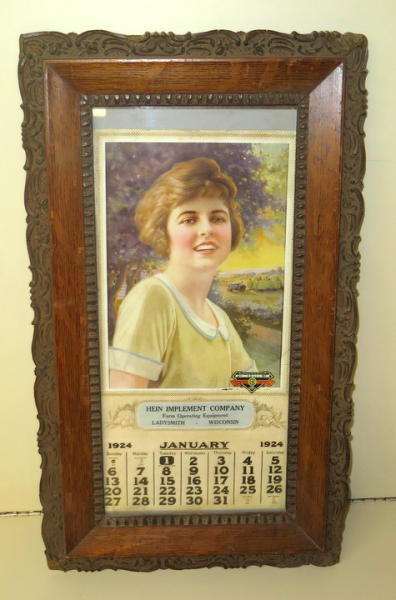 HEIN IMPLEMENT COMPANY
Farm Operating Equipment
LADYSMITH - WISCONSIN
1924 JANUARY 1924
Sunday Monday Tuesday Wednesday Thursday Friday Saturday
1 2 3 4 5
6 7 8 9 10 11 12
13 14 15 16 17 18 19
20 21 22 23 24 25 26
27 28 29 30 31